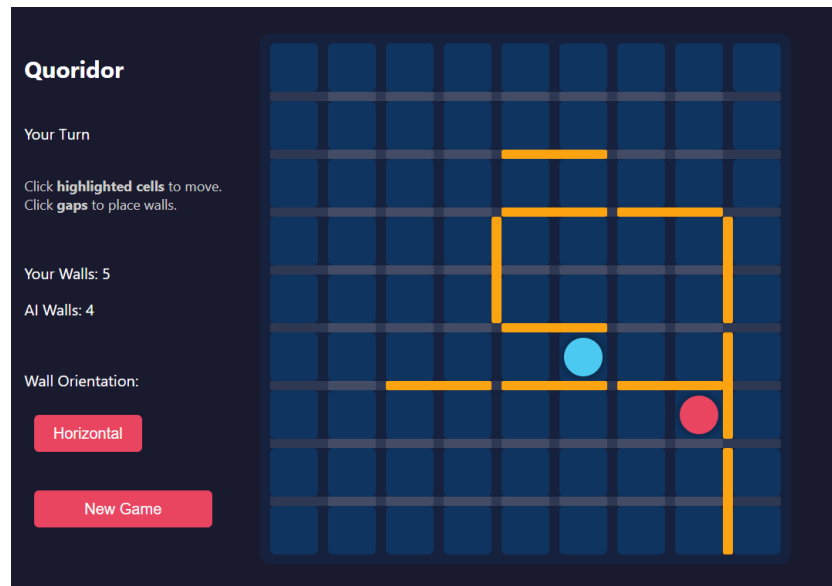 Quoridor
Your Turn
Click highlighted cells to move.
Click gaps to place walls.
Your Walls: 5
AI Walls: 4
Wall Orientation:
Horizontal
New Game